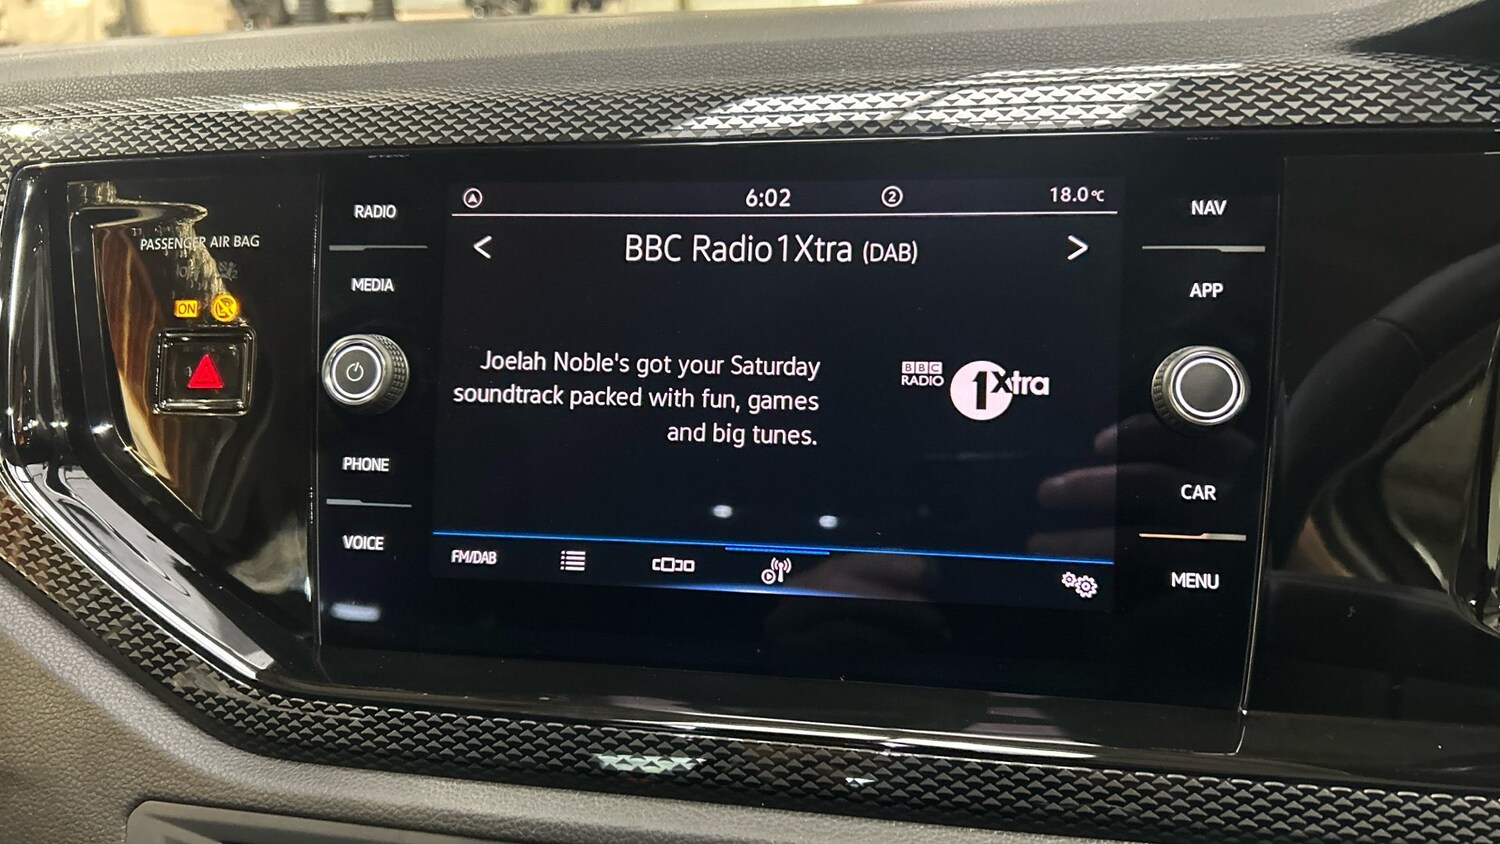 6:02
2
18.0°C
RADIO
NAV
PASSENGER AIR BAG
BBC Radio 1Xtra (DAB)
MEDIA
APP
ON
Joelah Noble's got your Saturday
soundtrack packed with fun, games
and big tunes.
BBC
RADIO
1Xtra
PHONE
CAR
VOICE
FM/DAB
MENU